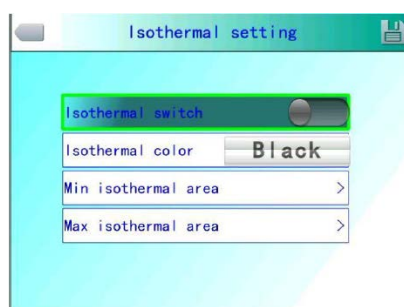 Isothermal setting
Isothermal switch
Isothermal color Black
Min isothermal area >
Max isothermal area >